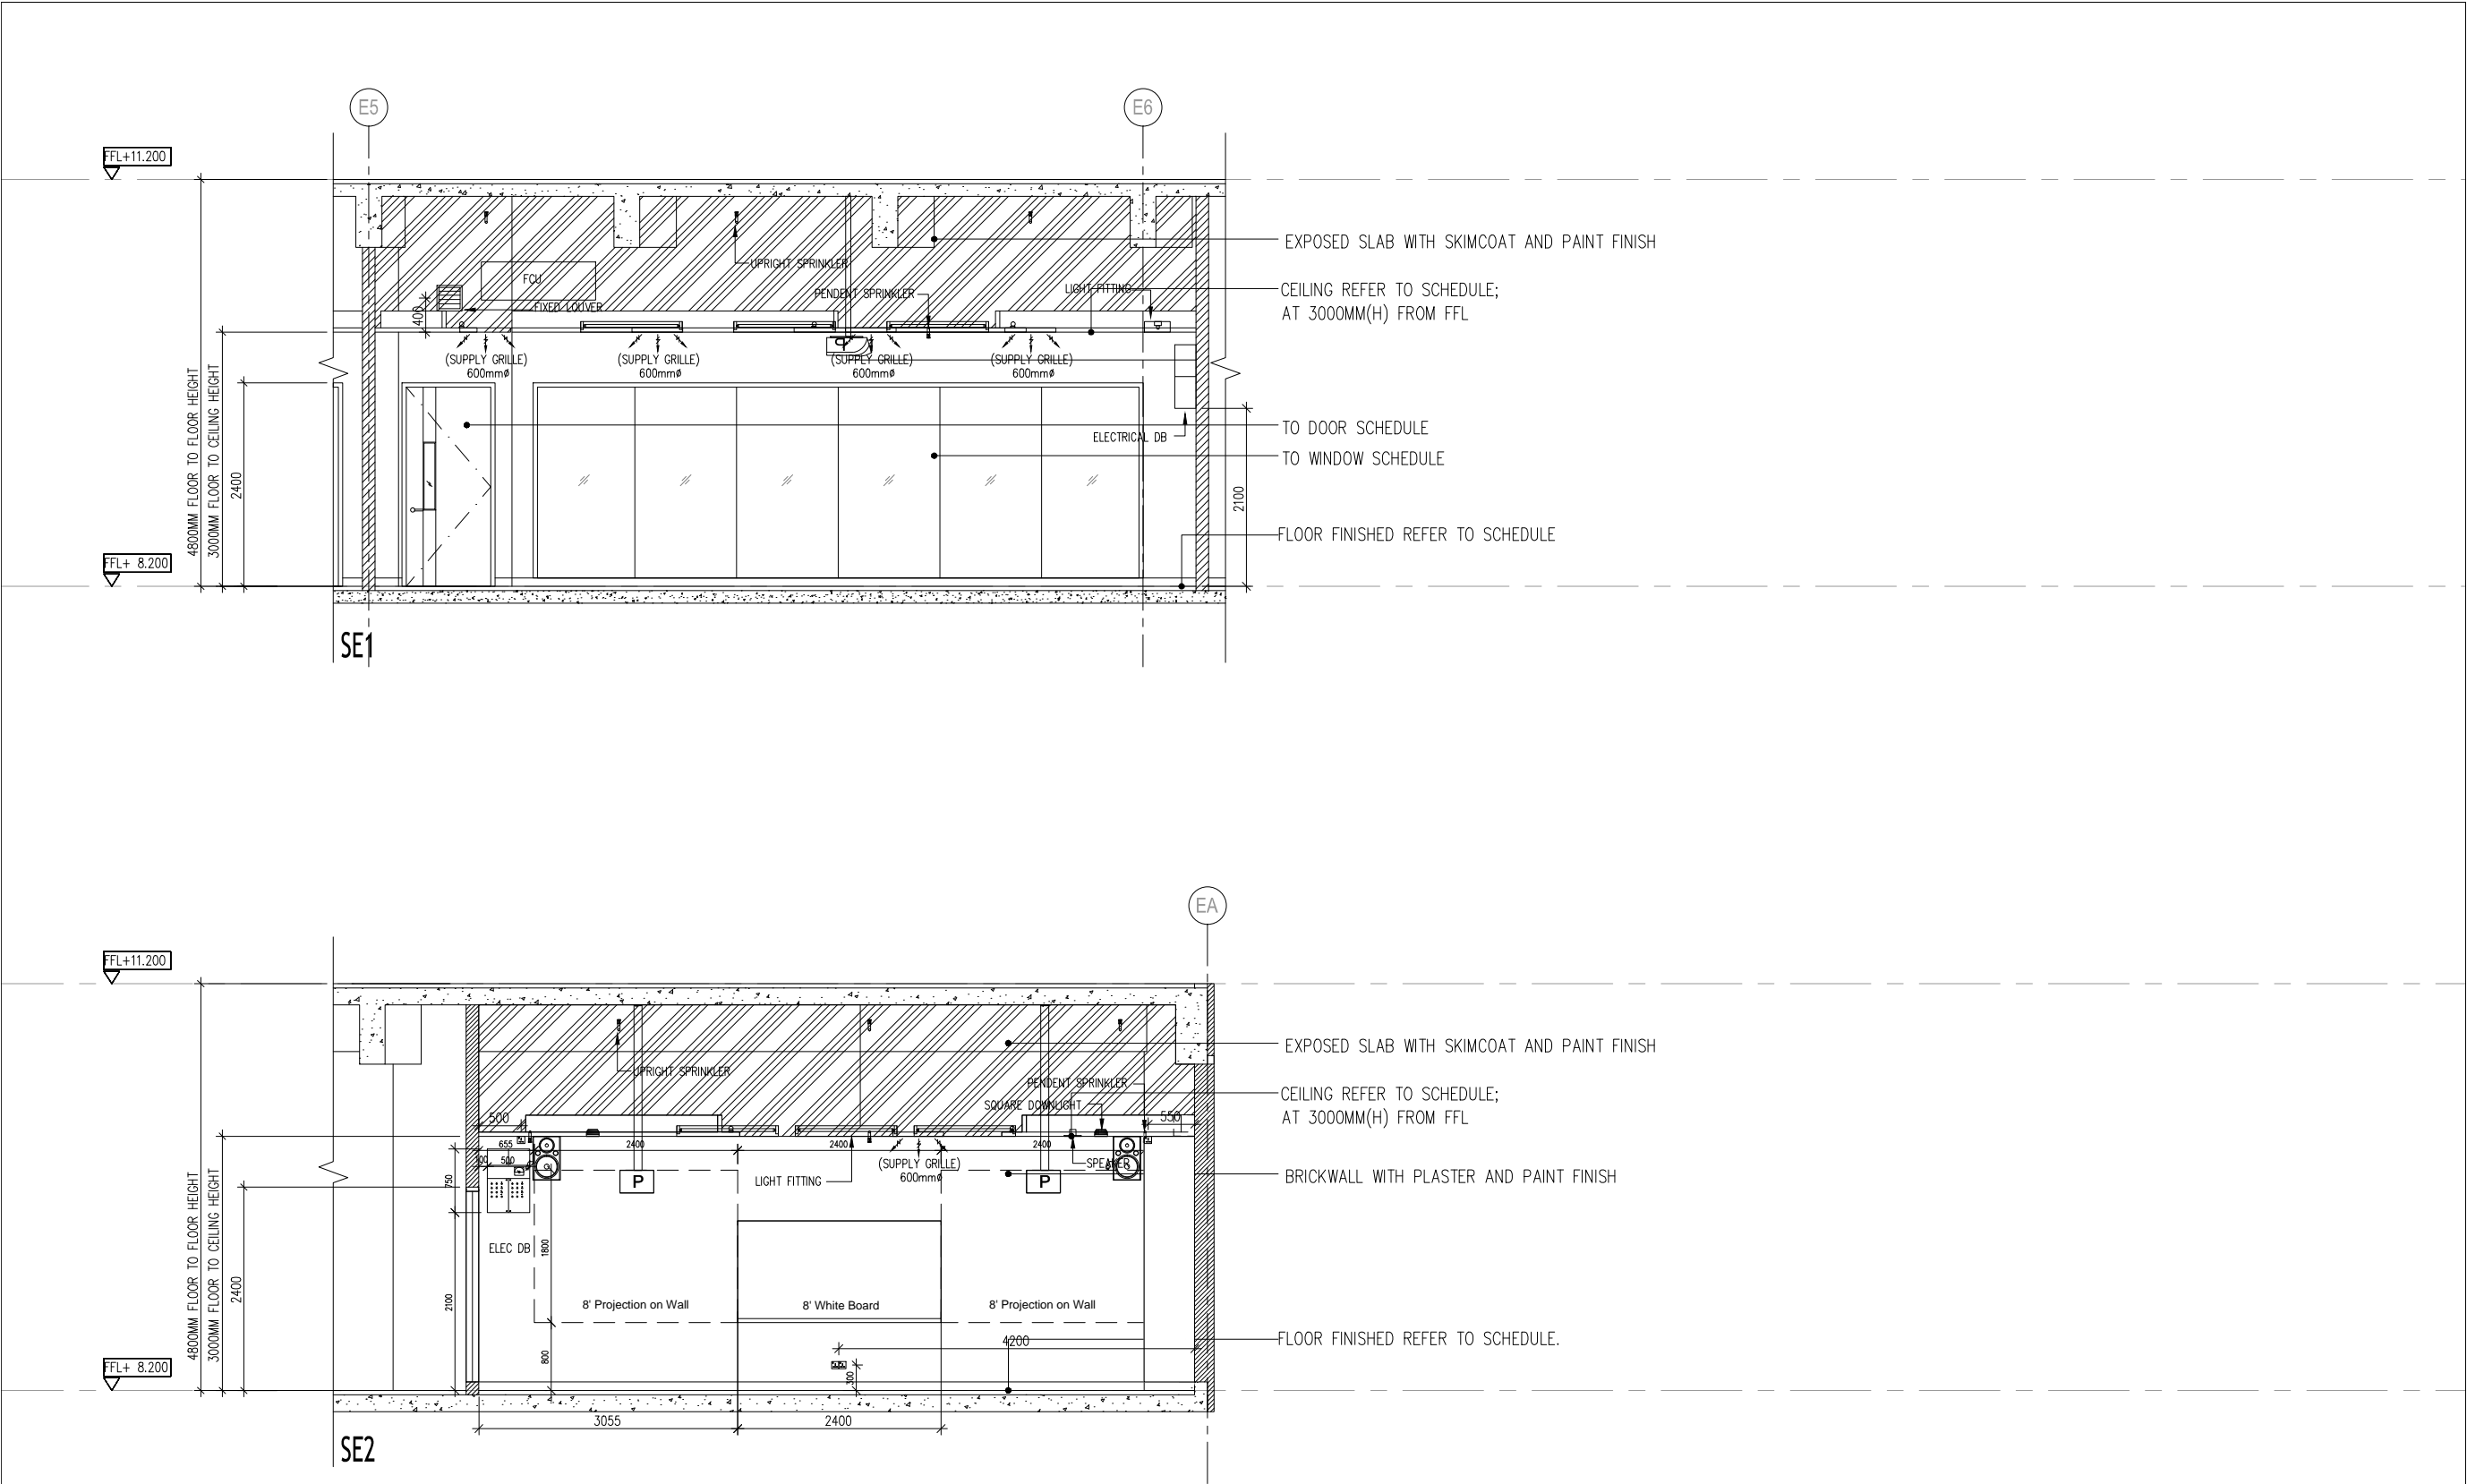 E5
E6
FFL+11.200
EXPOSED SLAB WITH SKIMCOAT AND PAINT FINISH
UPRIGHT SPRINKLER
FCU
PENDENT SPRINKLER
LIGHT FITTING
CEILING REFER TO SCHEDULE;
AT 3000MM(H) FROM FFL
FIXED LOUVER
400
(SUPPLY GRILLE)
600mmø
(SUPPLY GRILLE)
600mmø
(SUPPLY GRILLE)
600mmø
(SUPPLY GRILLE)
600mmø
4800MM FLOOR TO FLOOR HEIGHT
3000MM FLOOR TO CEILING HEIGHT
2400
TO DOOR SCHEDULE
ELECTRICAL DB
TO WINDOW SCHEDULE
2100
FLOOR FINISHED REFER TO SCHEDULE
FFL+ 8.200
SE1
EA
FFL+11.200
EXPOSED SLAB WITH SKIMCOAT AND PAINT FINISH
UPRIGHT SPRINKLER
PENDENT SPRINKLER
CEILING REFER TO SCHEDULE;
AT 3000MM(H) FROM FFL
SQUARE DOWNLIGHT
500
550
655
2400
2400
2400
500
(SUPPLY GRILLE)
600mmø
SPEAKER
LIGHT FITTING
P
P
BRICKWALL WITH PLASTER AND PAINT FINISH
750
4800MM FLOOR TO FLOOR HEIGHT
3000MM FLOOR TO CEILING HEIGHT
2400
ELEC DB
1800
2100
8' Projection on Wall
8' White Board
8' Projection on Wall
4200
FLOOR FINISHED REFER TO SCHEDULE.
800
300
FFL+ 8.200
3055
2400
SE2